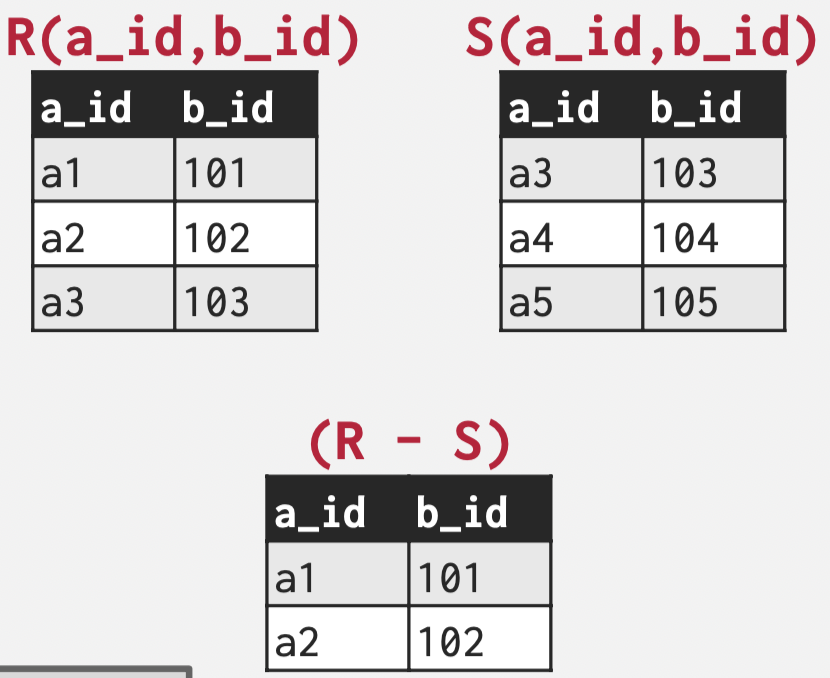 R(a_id,b_id) S(a_id,b_id)
a_id b_id a_id b_id
a1 101 a3 103
a2 102 a4 104
a3 103 a5 105
(R - S)
a_id b_id
a1 101
a2 102